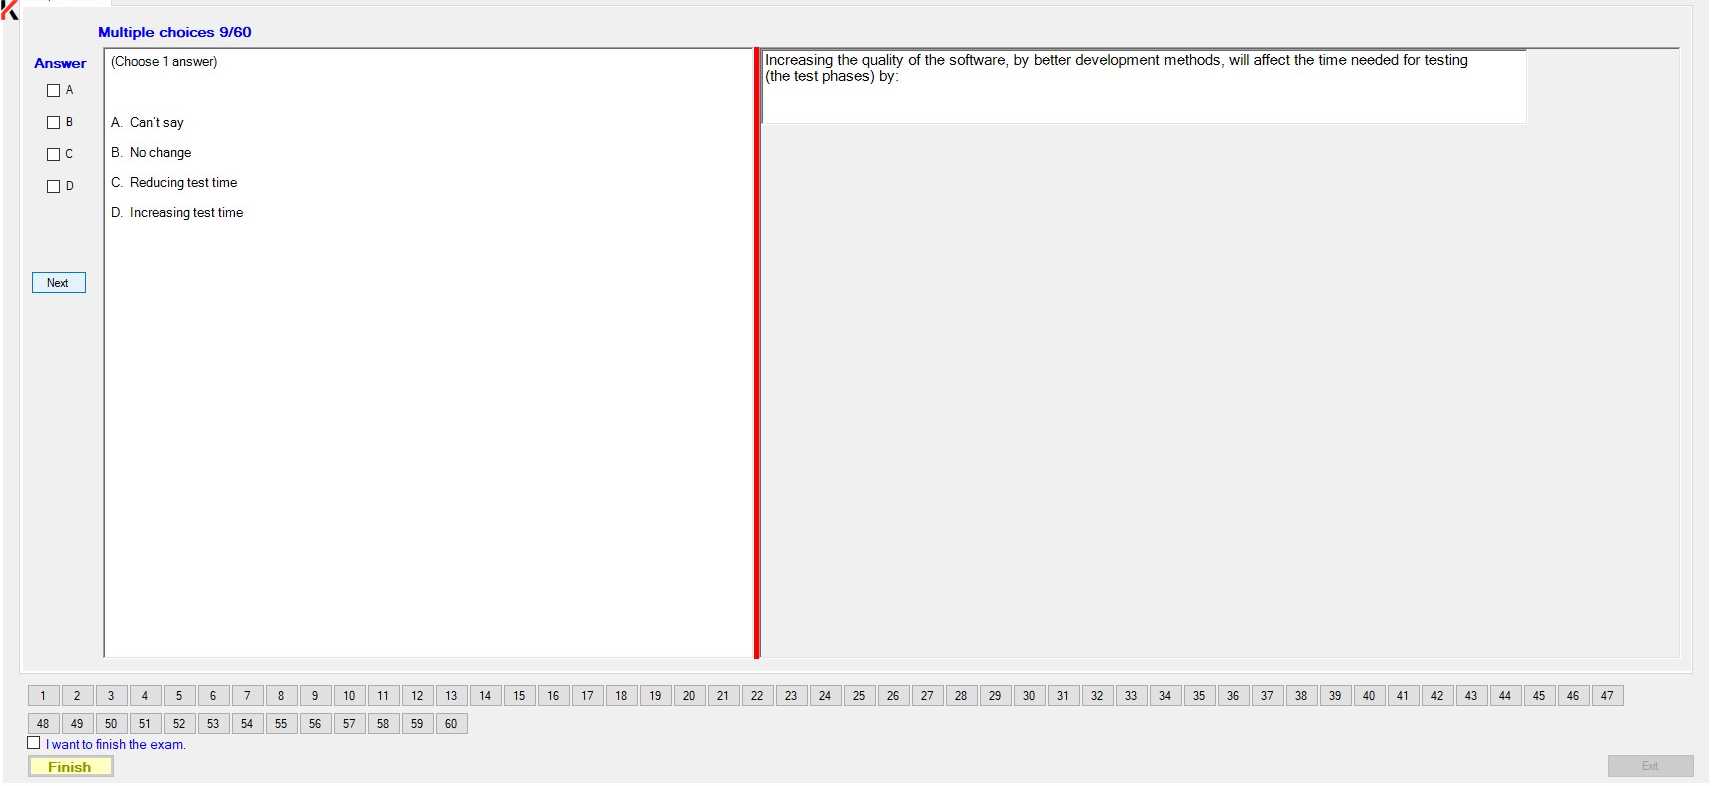 Multiple choices 9/60
Answer
A
B
C
D
Next
(Choose 1 answer)
A. Can't say
B. No change
C. Reducing test time
D. Increasing test time
Increasing the quality of the software, by better development methods, will affect the time needed for testing
(the test phases) by:
1 2 3 4 5 6 7 8 9 10 11 12 13 14 15 16 17 18 19 20 21 22 23 24 25 26 27 28 29 30 31 32 33 34 35 36 37 38 39 40 41 42 43 44 45 46 47
48 49 50 51 52 53 54 55 56 57 58 59 60
I want to finish the exam.
Finish
Exit